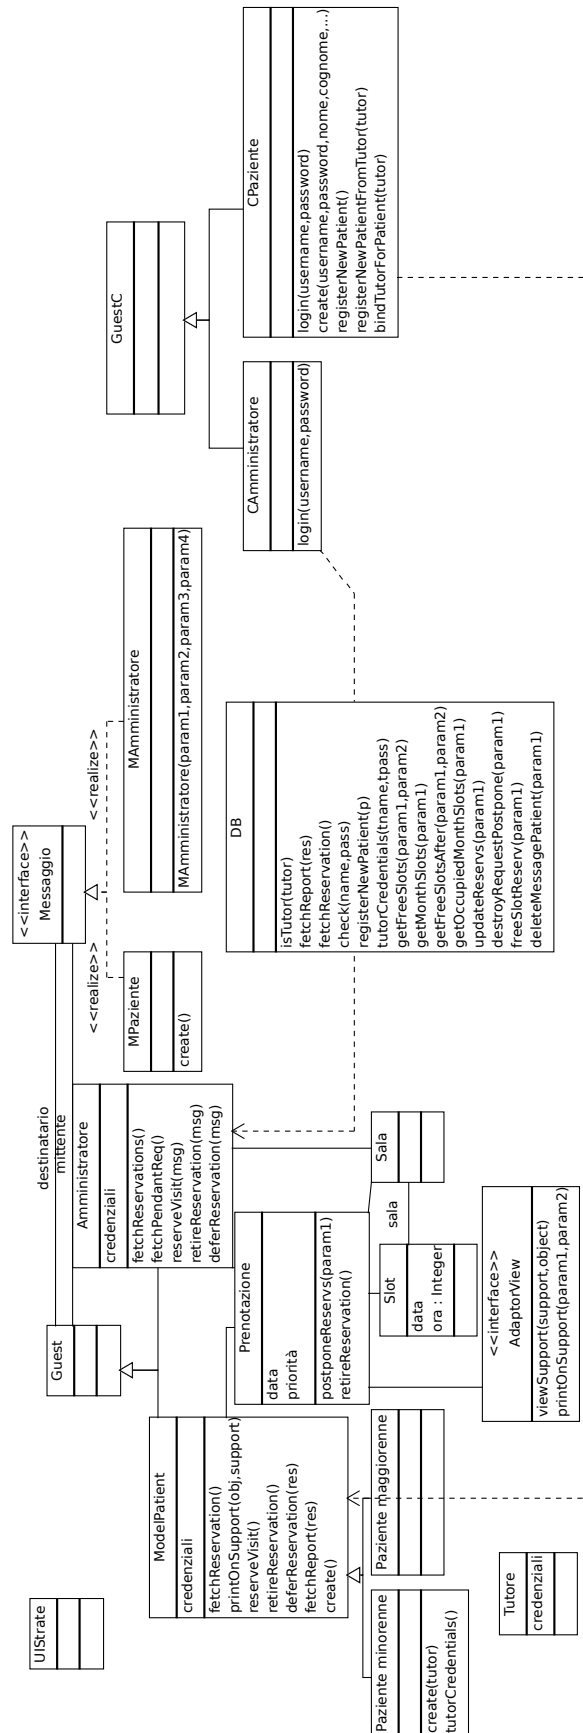 UIStrate
Guest
destinatario
mittente
<<interface>>
Messaggio
<<realize>>
<<realize>>
GuestC
ModelPatient
credenziali
fetchReservation()
printOnSupport(obj,support)
reserveVisit()
retireReservation()
deferReservation(res)
fetchReport(res)
create()
Amministratore
credenziali
fetchReservations()
fetchPendantReq()
reserveVisit(msg)
retireReservation(msg)
deferReservation(msg)
MPaziente
create()
MAmministratore
MAmministratore(param1,param2,param3,param4)
CAmministratore
login(username,password)
CPaziente
login(username,password)
create(username,password,nome,cognome,...)
registerNewPatient()
registerNewPatientFromTutor(tutor)
bindTutorForPatient(tutor)
Prenotazione
data
priorità
postponeReservs(param1)
retireReservation()
DB
isTutor(tutor)
fetchReport(res)
fetchReservation()
check(name,pass)
registerNewPatient(p)
tutorCredentials(tname,tpass)
getFreeSlots(param1,param2)
getMonthSlots(param1)
getFreeSlotsAfter(param1,param2)
getOccupiedMonthSlots(param1)
updateReservs(param1)
destroyRequestPostpone(param1)
freeSlotReserv(param1)
deleteMessagePatient(param1)
Paziente minorenne
create(tutor)
tutorCredentials()
Paziente maggiorenne
Slot
data
ora : Integer
sala
Sala
Tutore
credenziali
<<interface>>
AdaptorView
viewSupport(support,object)
printOnSupport(param1,param2)